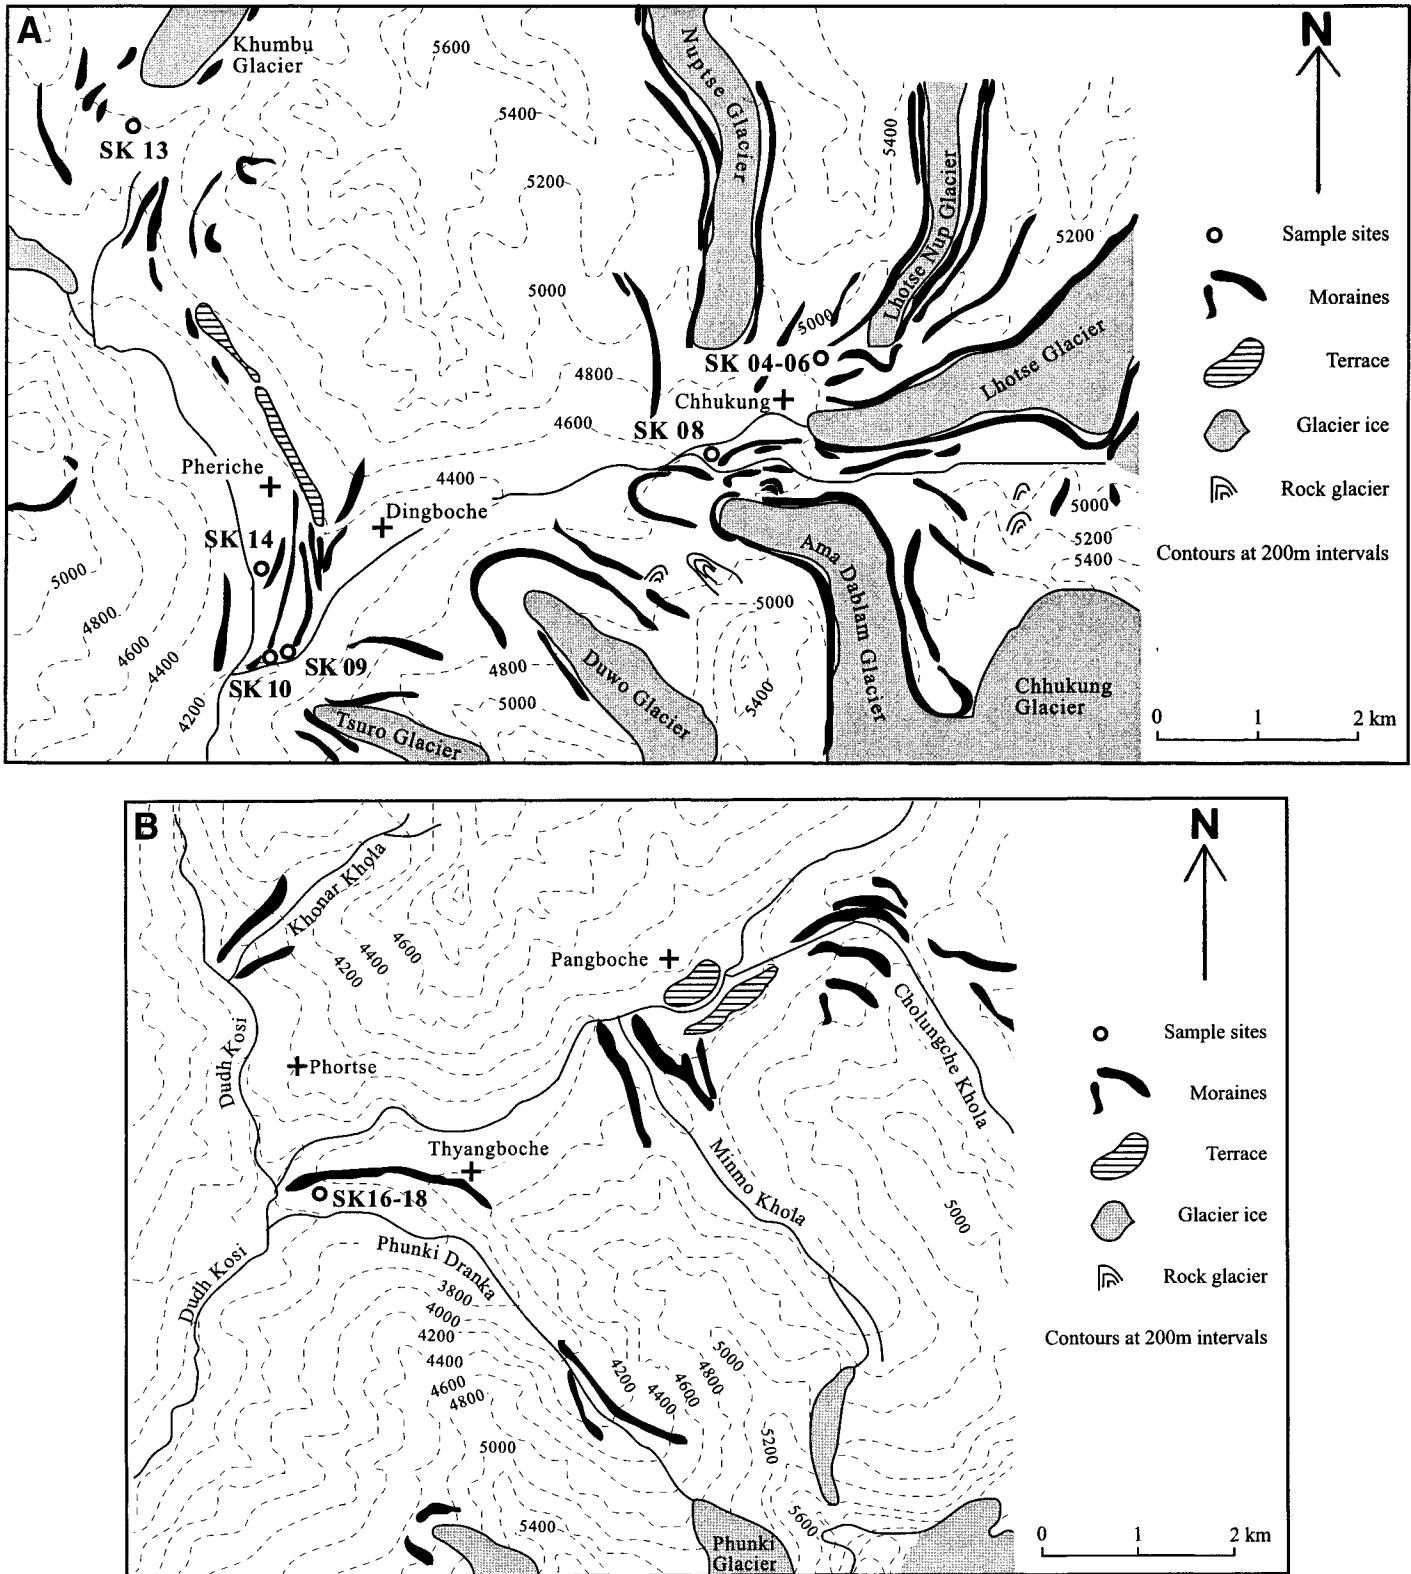 A
Khumbu
Glacier
5600
5400
5200
5000
4800
4600
4400
SK 13
Nuptse Glacier
5400
Lhotse Nup Glacier
5200
5000
Lhotse Glacier
SK 04-06
Chhukung
SK 08
Pheriche
Dingboche
SK 14
SK 09
SK 10
5000
4800
4600
4400
4200
Tsuro Glacier
4800
5000
Duwo Glacier
5400
5000
Ama Dablam Glacier
5000
5200
5400
Chhukung
Glacier
N
Sample sites
Moraines
Terrace
Glacier ice
Rock glacier
Contours at 200m intervals
0 1 2 km
B
Khonar Khola
4600
4400
4200
Pangboche
Dudh Kosi
Phortse
Cholungche Khola
Thyangboche
SK16-18
Minmo Khola
5000
Phunki Dranka
Dudh Kosi
3800
4000
4200
4400
4600
4800
5000
4200
4400
4600
4800
5000
5200
5400
5600
Phunki
Glacier
N
Sample sites
Moraines
Terrace
Glacier ice
Rock glacier
Contours at 200m intervals
0 1 2 km